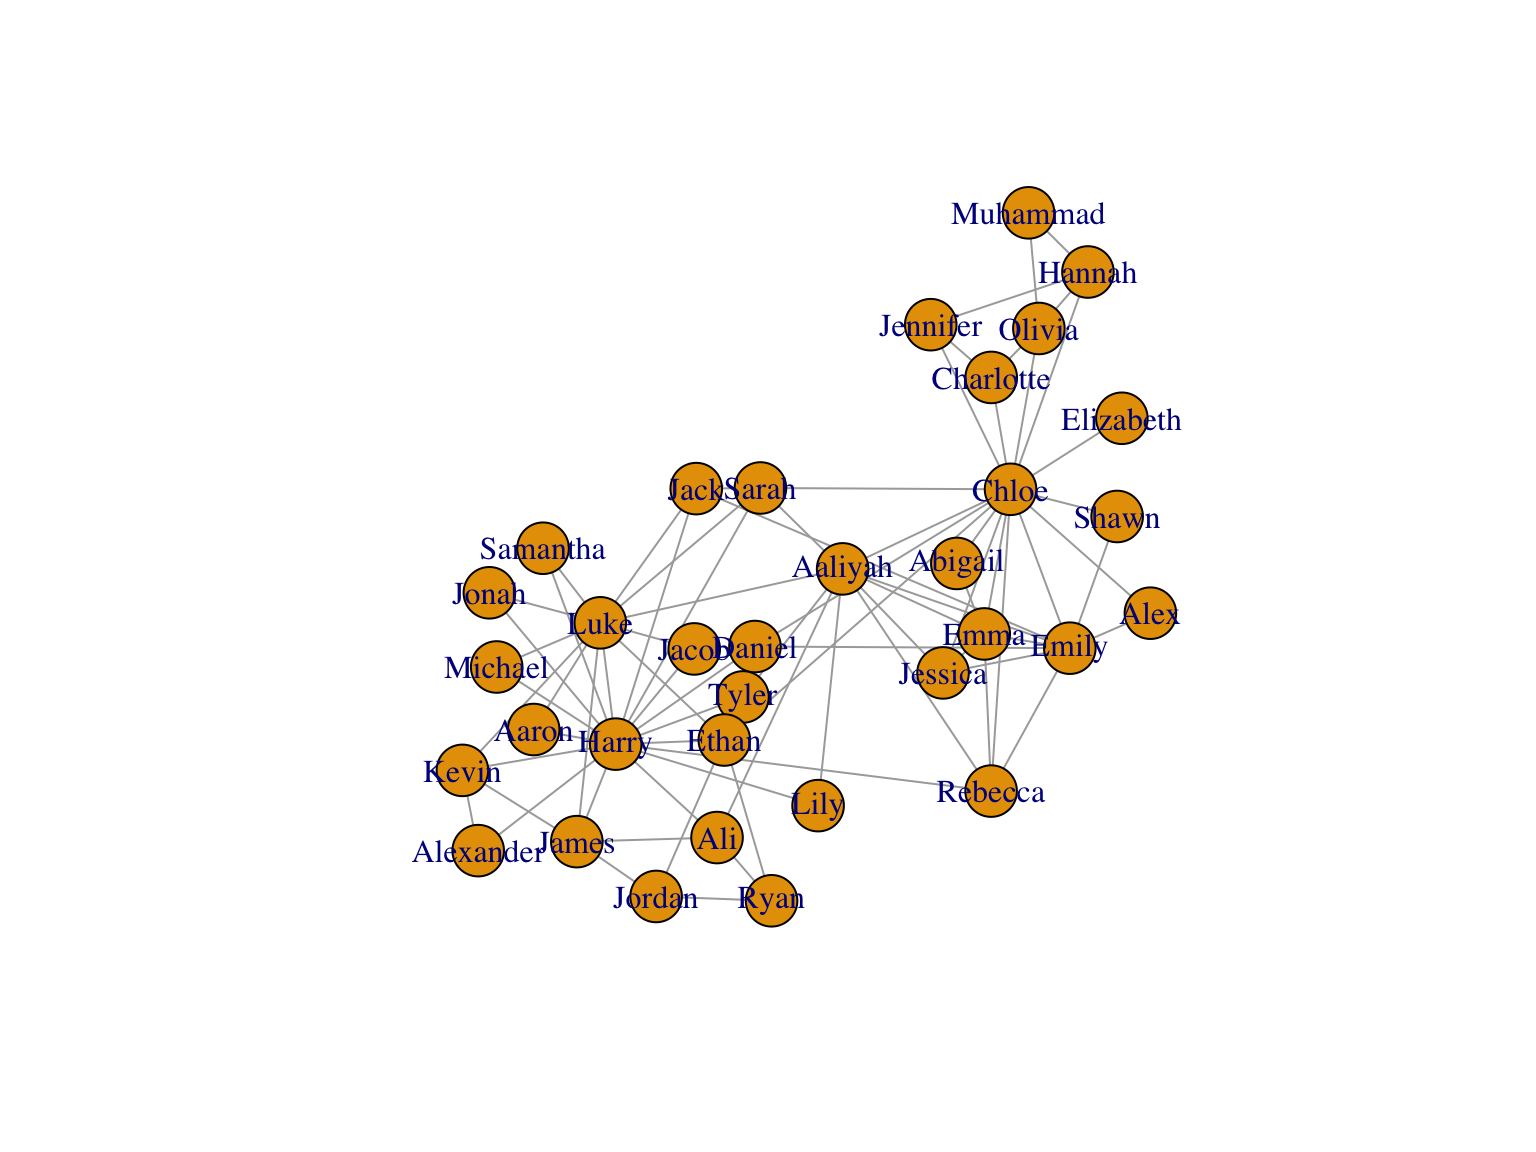 Muhammad
Hannah
Jennifer
Olivia
Charlotte
Elizabeth
Jack
Sarah
Chloe
Shawn
Samantha
Aaliyah
Abigail
Jonah
Luke
Alex
Jacob
Daniel
Emma
Emily
Michael
Jessica
Tyler
Aaron
Harry
Ethan
Kevin
Rebecca
Lily
Alexander
James
Ali
Jordan
Ryan